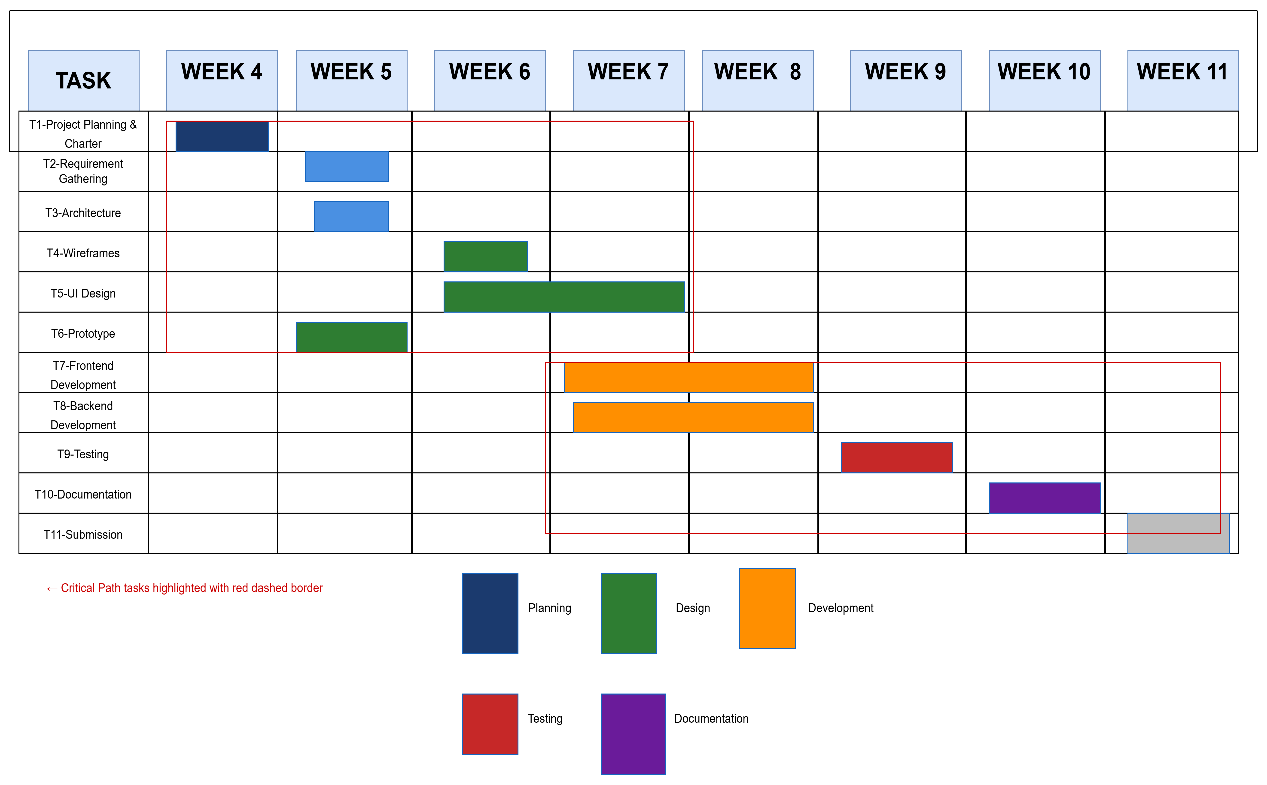 TASK
WEEK 4
WEEK 5
WEEK 6
WEEK 7
WEEK  8
WEEK 9
WEEK 10
WEEK 11
T1-Project Planning &
Charter
T2-Requirement
Gathering
T3-Architecture
T4-Wireframes
T5-UI Design
T6-Prototype
T7-Frontend
Development
T8-Backend
Development
T9-Testing
T10-Documentation
T11-Submission
← Critical Path tasks highlighted with red dashed border
Planning
Design
Development
Testing
Documentation